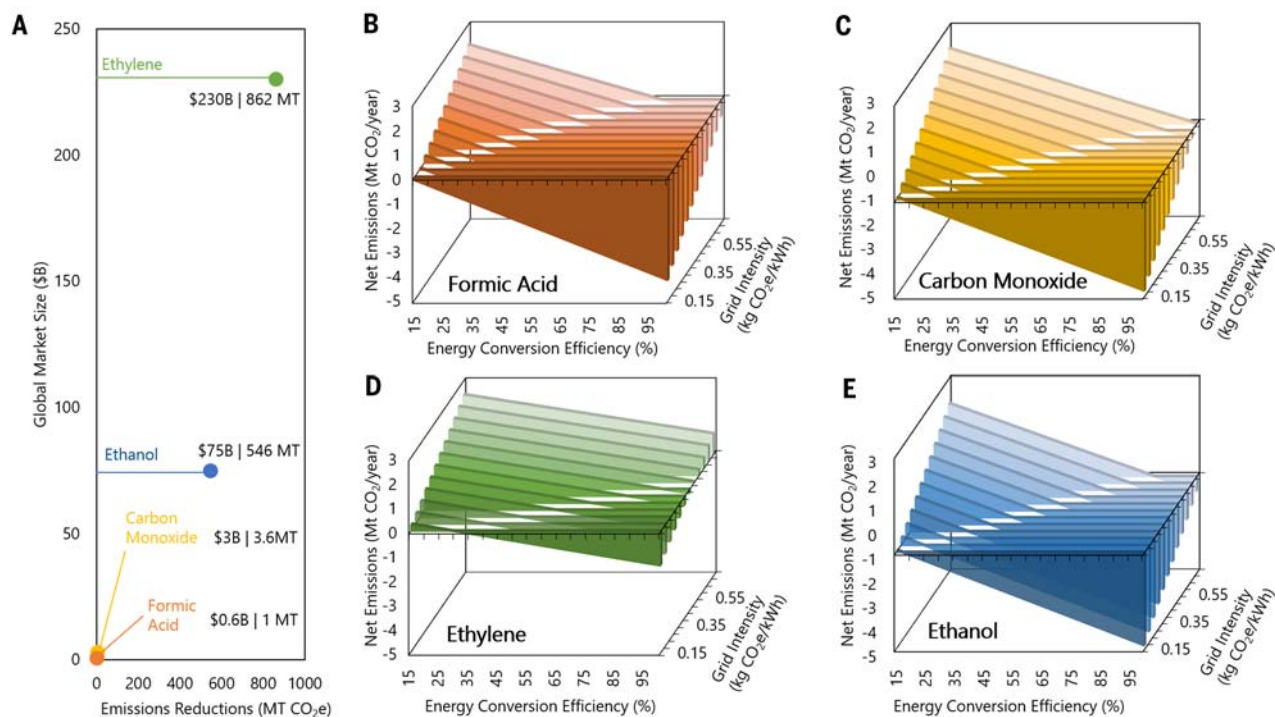 A
Global Market Size ($B)
250
200
150
100
50
0
Ethylene
$230B | 862 MT
Ethanol
$75B | 546 MT
Carbon
Monoxide
$3B | 3.6MT
Formic
Acid
$0.6B | 1 MT
0 200 400 600 800 1000
Emissions Reductions (MT CO₂e)
B
Net Emissions (Mt CO₂/year)
3
2
1
0
-1
-2
-3
-4
-5
Formic Acid
15 25 35 45 55 65 75 85 95
Energy Conversion Efficiency (%)
0.15 0.35 0.55
Grid Intensity
(kg CO₂e/kWh)
C
Net Emissions (Mt CO₂/year)
3
2
1
0
-1
-2
-3
-4
-5
Carbon Monoxide
15 25 35 45 55 65 75 85 95
Energy Conversion Efficiency (%)
0.15 0.35 0.55
Grid Intensity
(kg CO₂e/kWh)
D
Net Emissions (Mt CO₂/year)
3
2
1
0
-1
-2
-3
-4
-5
Ethylene
15 25 35 45 55 65 75 85 95
Energy Conversion Efficiency (%)
0.15 0.35 0.55
Grid Intensity
(kg CO₂e/kWh)
E
Net Emissions (Mt CO₂/year)
3
2
1
0
-1
-2
-3
-4
-5
Ethanol
15 25 35 45 55 65 75 85 95
Energy Conversion Efficiency (%)
0.15 0.35 0.55
Grid Intensity
(kg CO₂e/kWh)